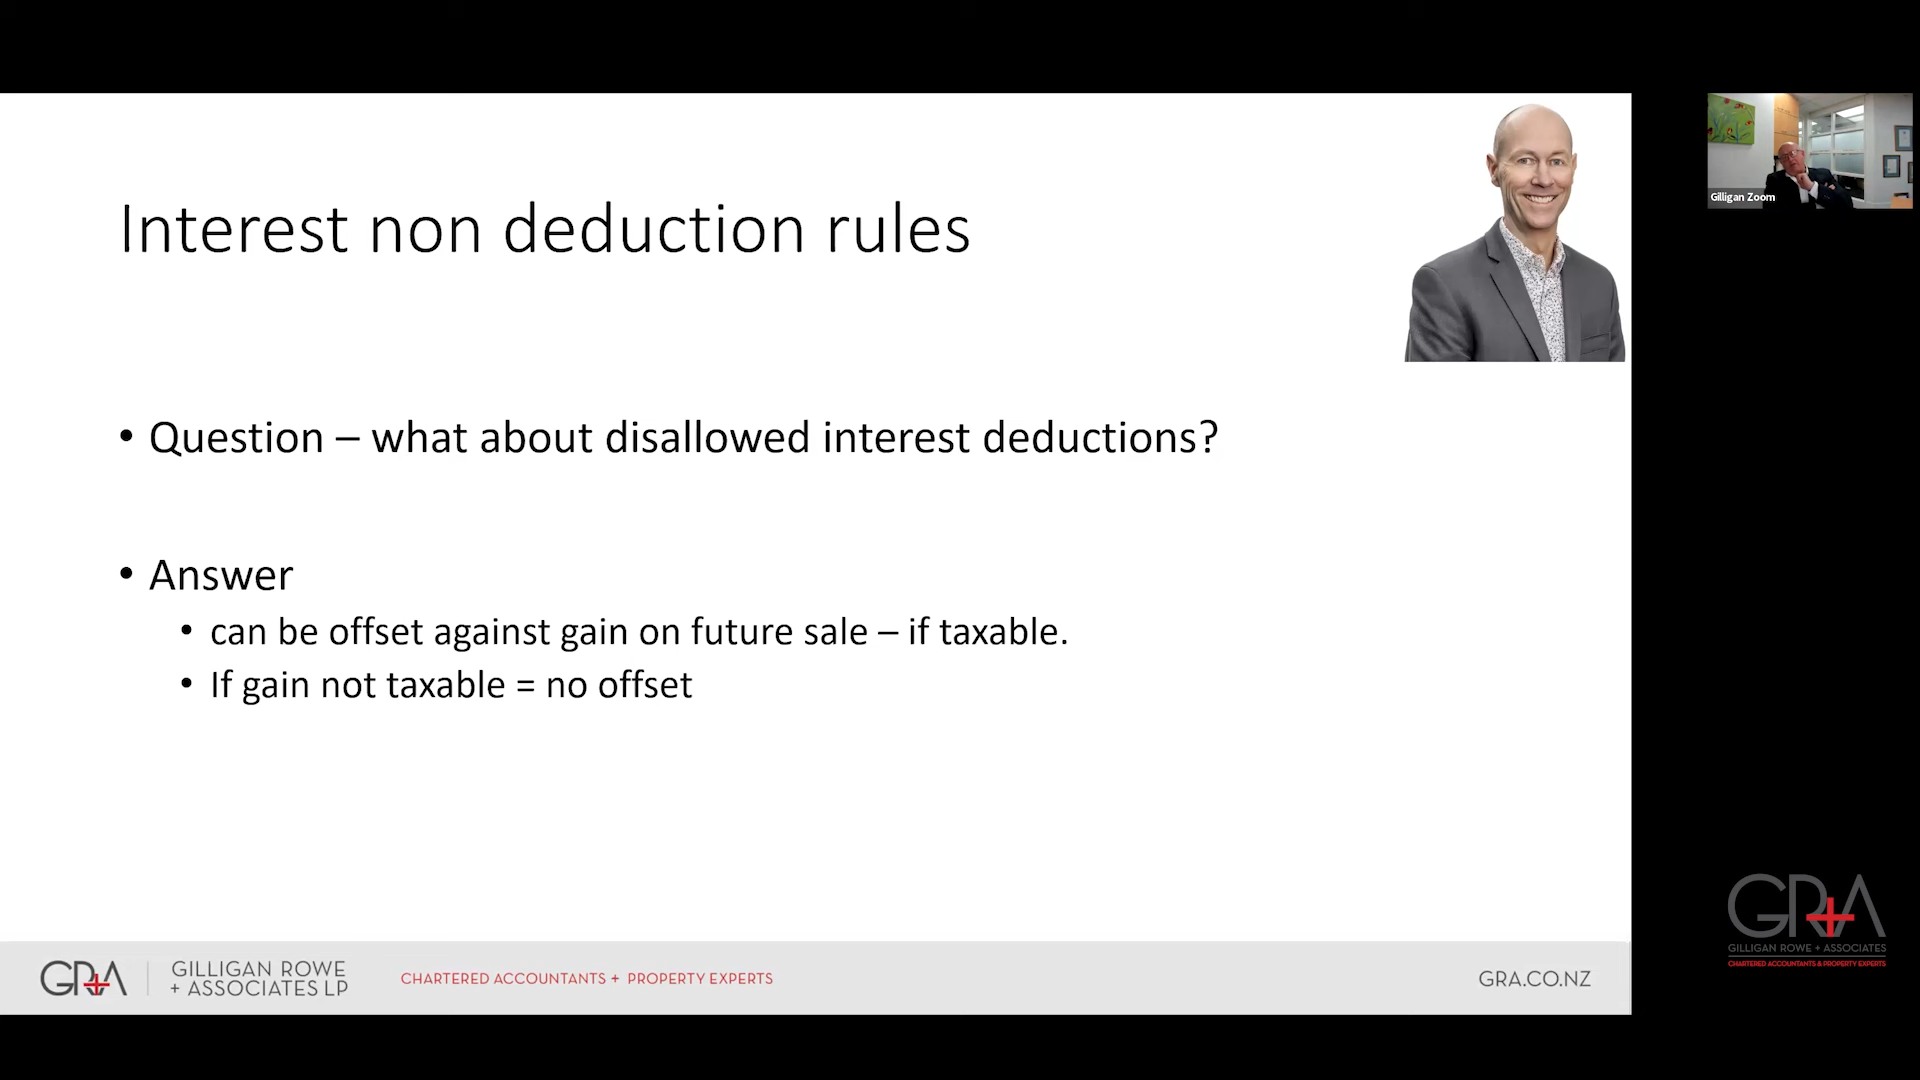 Interest non deduction rules
• Question – what about disallowed interest deductions?
• Answer
• can be offset against gain on future sale – if taxable.
• If gain not taxable = no offset
Gilligan Zoom
GRA
GILLIGAN ROWE
+ ASSOCIATES LP
CHARTERED ACCOUNTANTS + PROPERTY EXPERTS
GRA.CO.NZ
GRA
GILLIGAN ROWE + ASSOCIATES
CHARTERED ACCOUNTANTS & PROPERTY EXPERTS